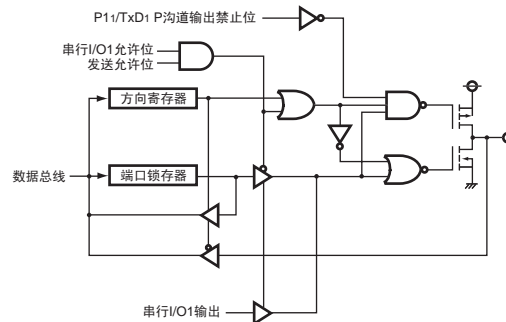 P11/TxD1 P沟道输出禁止位
串行I/O1允许位
发送允许位
方向寄存器
数据总线
端口锁存器
串行I/O1输出